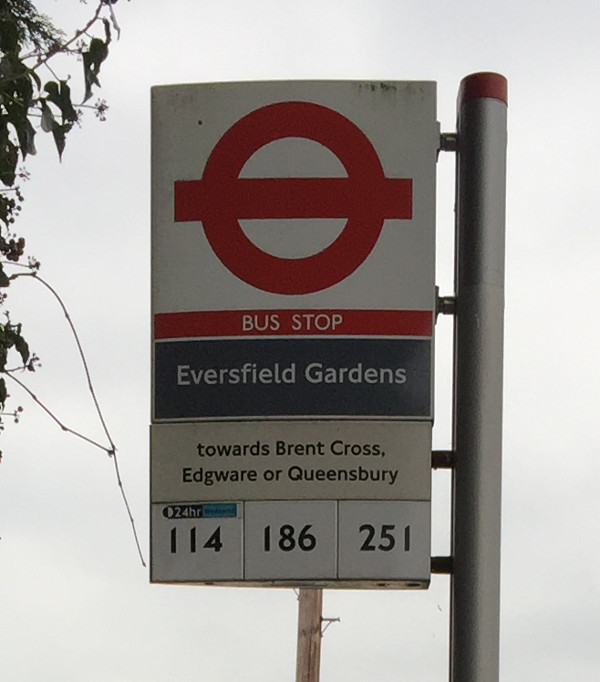 BUS STOP
Eversfield Gardens
towards Brent Cross,
Edgware or Queensbury
24hr
114 186 251